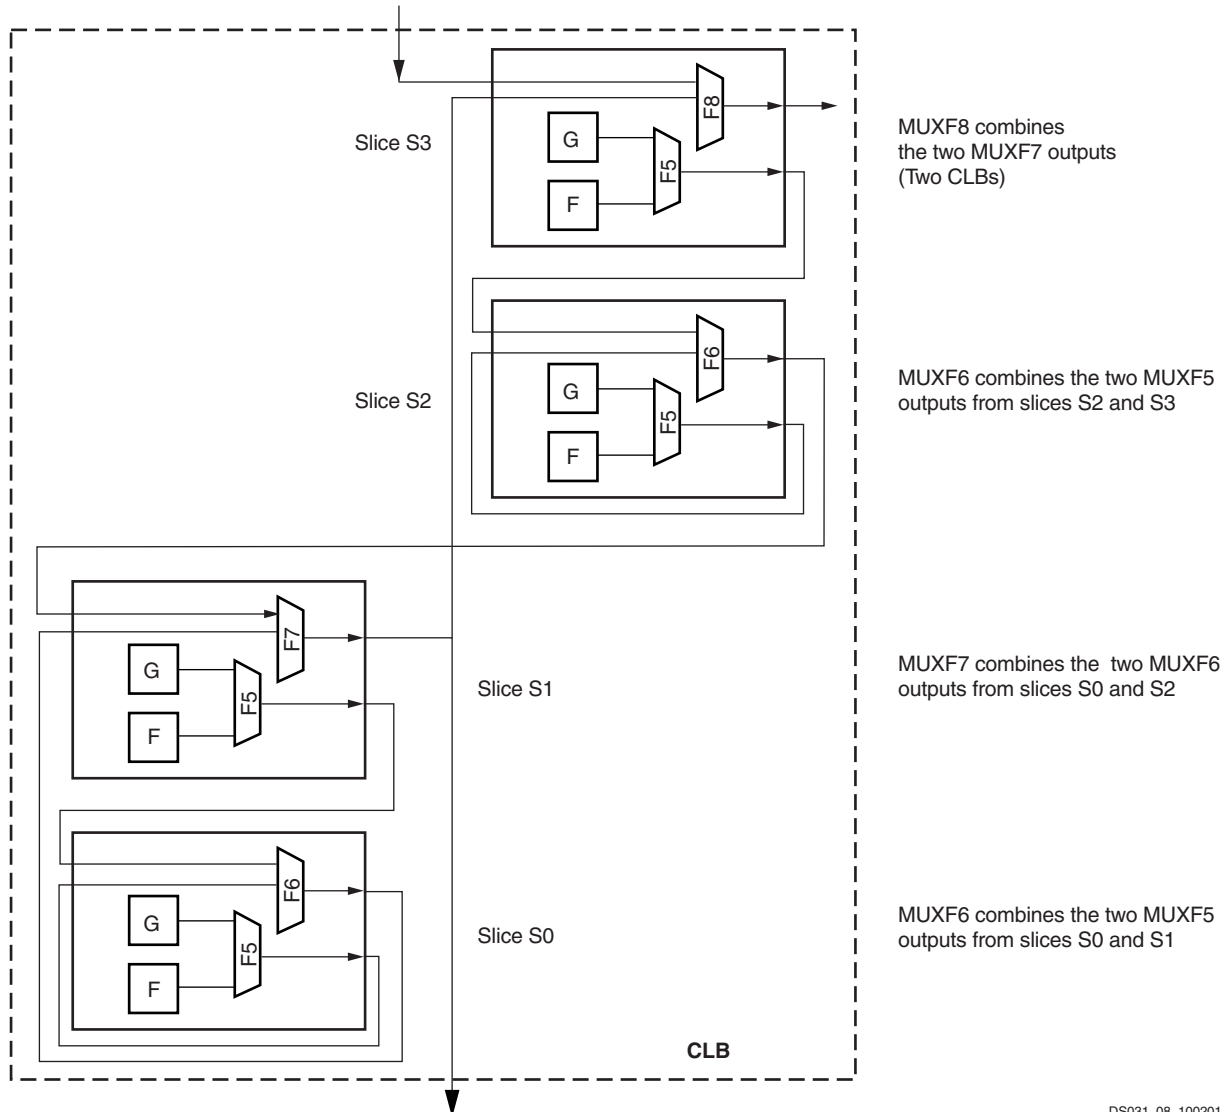 F8
Slice S3
G
F5
F
MUXF8 combines
the two MUXF7 outputs
(Two CLBs)
F6
Slice S2
G
F5
F
MUXF6 combines the two MUXF5
outputs from slices S2 and S3
F7
G
F5
F
Slice S1
MUXF7 combines the two MUXF6
outputs from slices S0 and S2
F6
G
F5
F
Slice S0
MUXF6 combines the two MUXF5
outputs from slices S0 and S1
CLB
DS031_08_100201